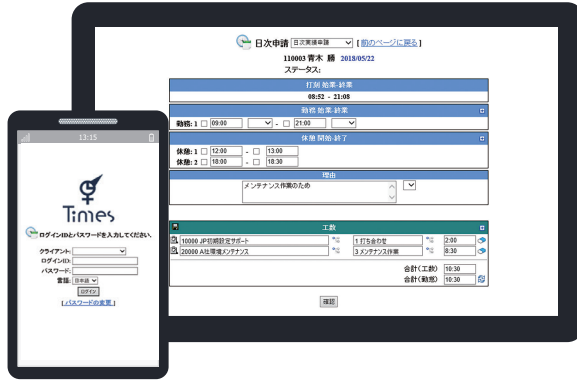 日次申請 日次実績申請 [ 前のページに戻る ]
110003 青木 勝 2018/05/22
ステータス:
打刻 始業-終業
08:52 - 21:08
勤務 始業-終業
勤務: 1 09:00 - 21:00
休憩 開始-終了
休憩: 1 12:00 - 13:00
休憩: 2 18:00 - 18:30
理由
メンテナンス作業のため
工数
10000 JP初期設定サポート 1 打ち合わせ 2:00
20000 A社環境メンテナンス 3 メンテナンス作業 8:30
合計(工数) 10:30
合計(勤怠) 10:30
確認
13:15
Times
ログインIDとパスワードを入力してください.
クライアント:
ログインID:
パスワード:
言語: 日本語
ログイン
[ パスワードの変更 ]